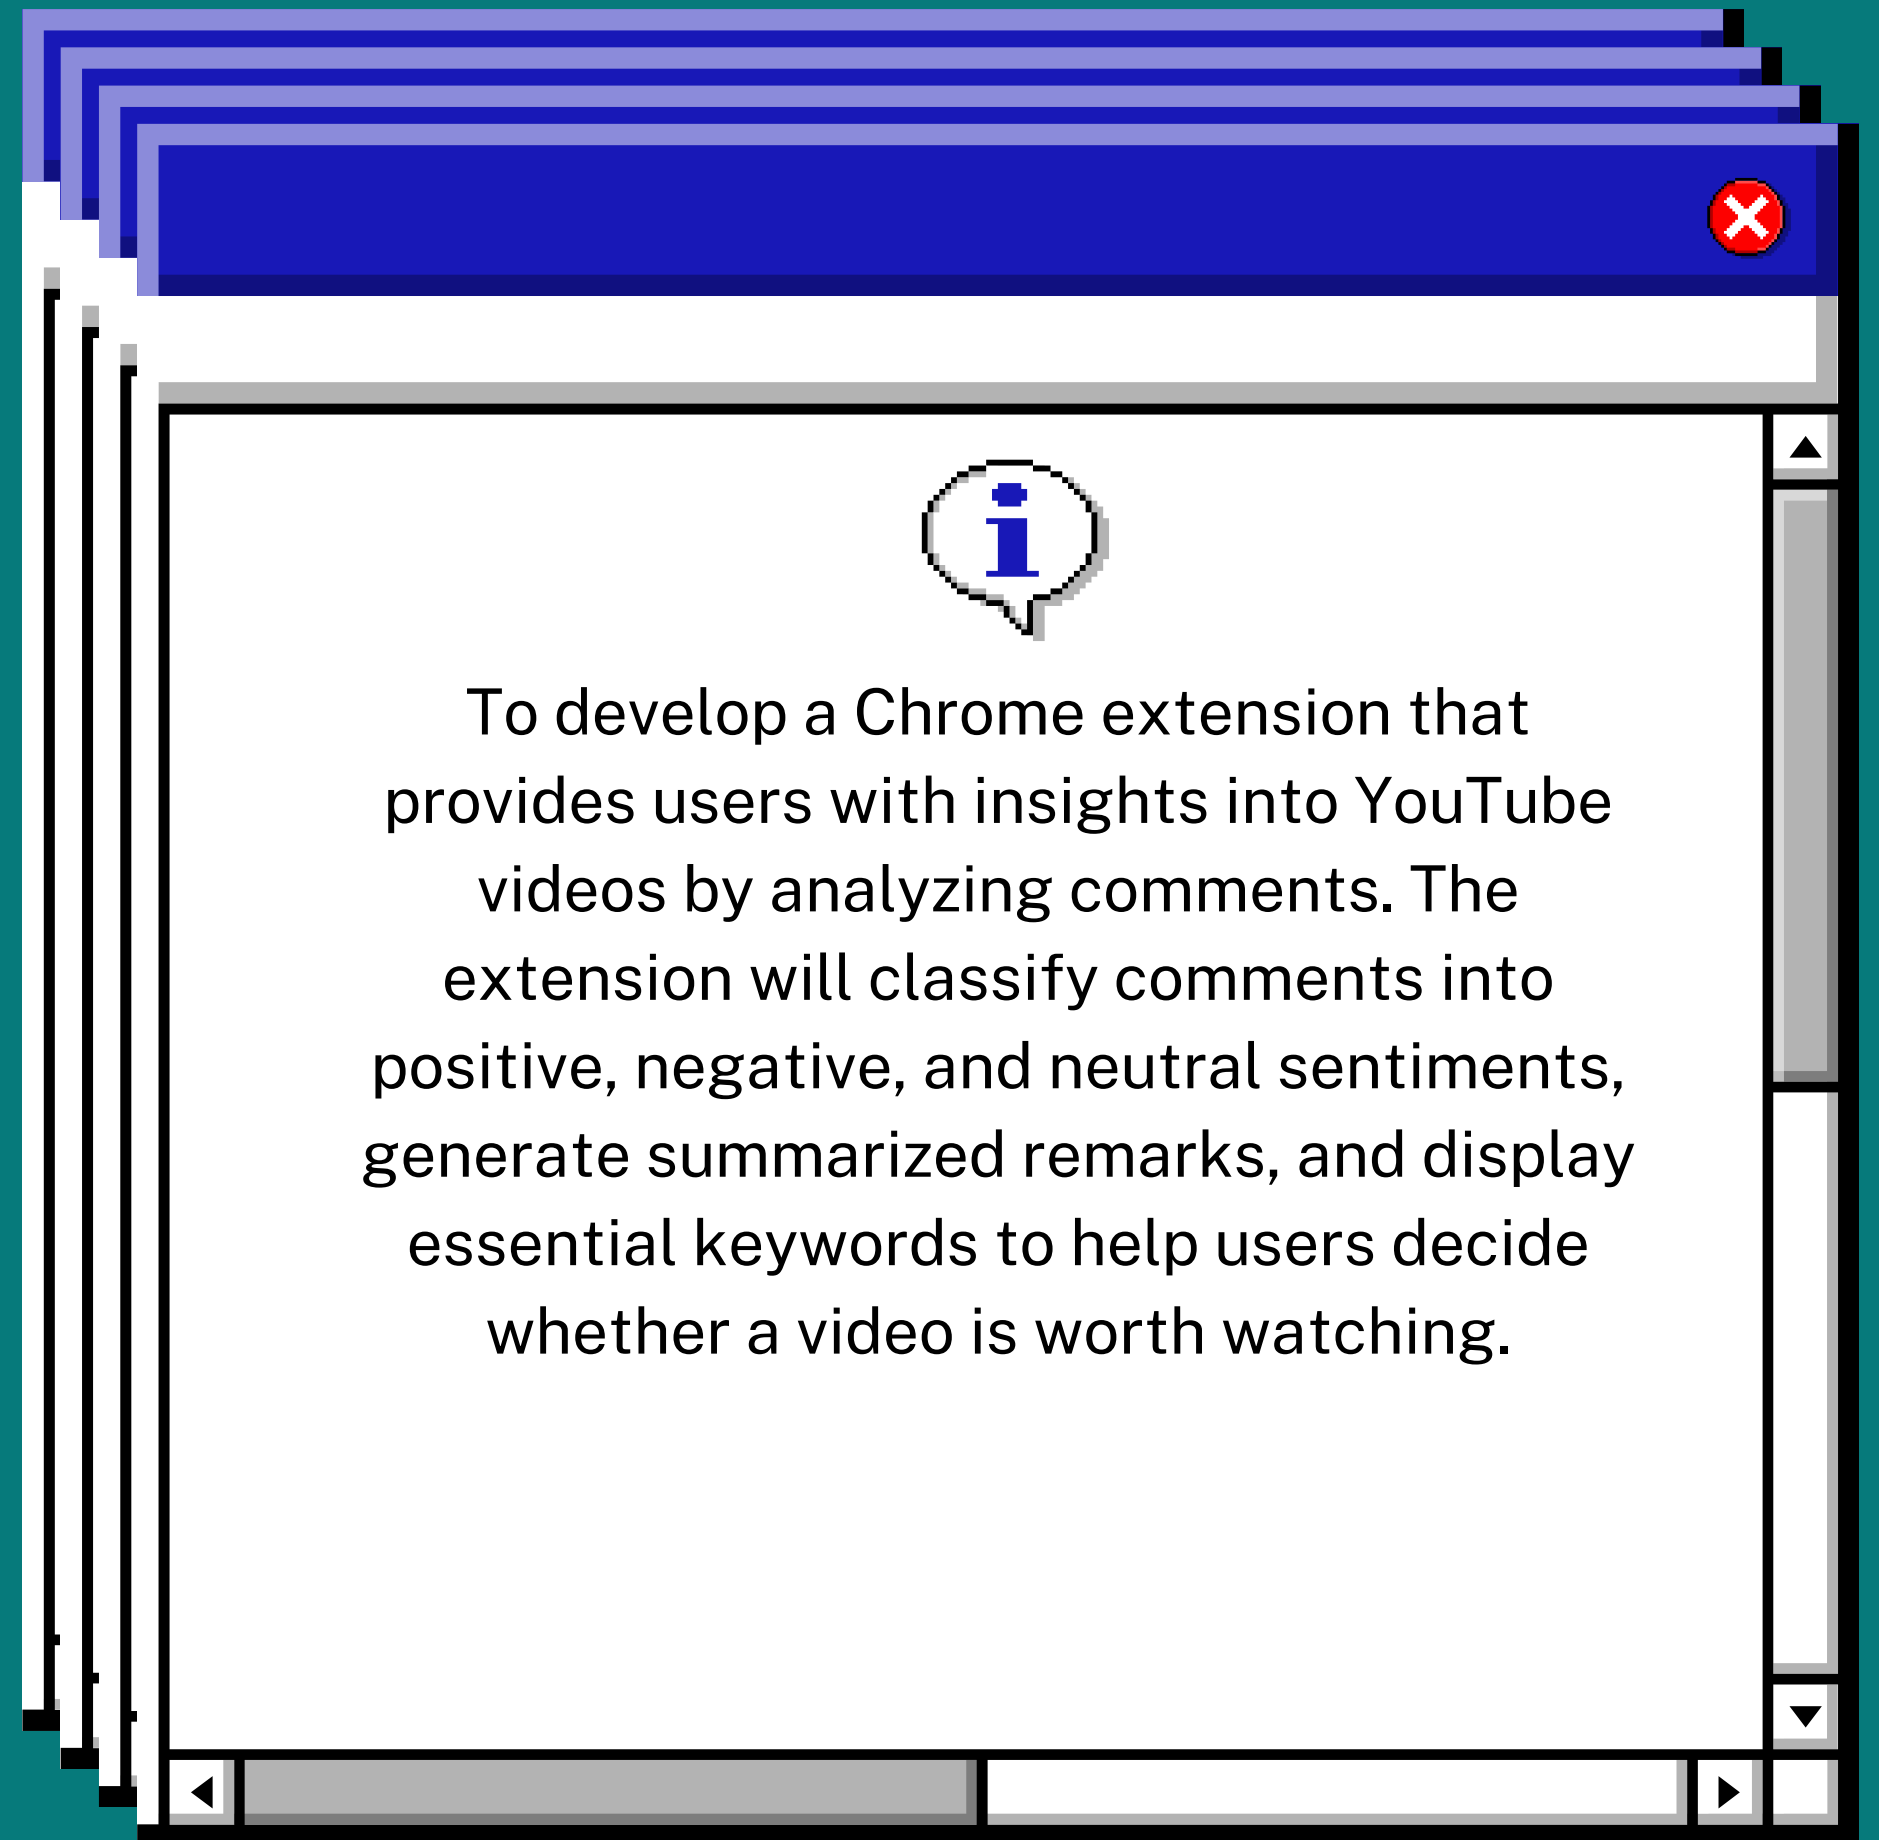 To develop a Chrome extension that
provides users with insights into YouTube
videos by analyzing comments. The
extension will classify comments into
positive, negative, and neutral sentiments,
generate summarized remarks, and display
essential keywords to help users decide
whether a video is worth watching.